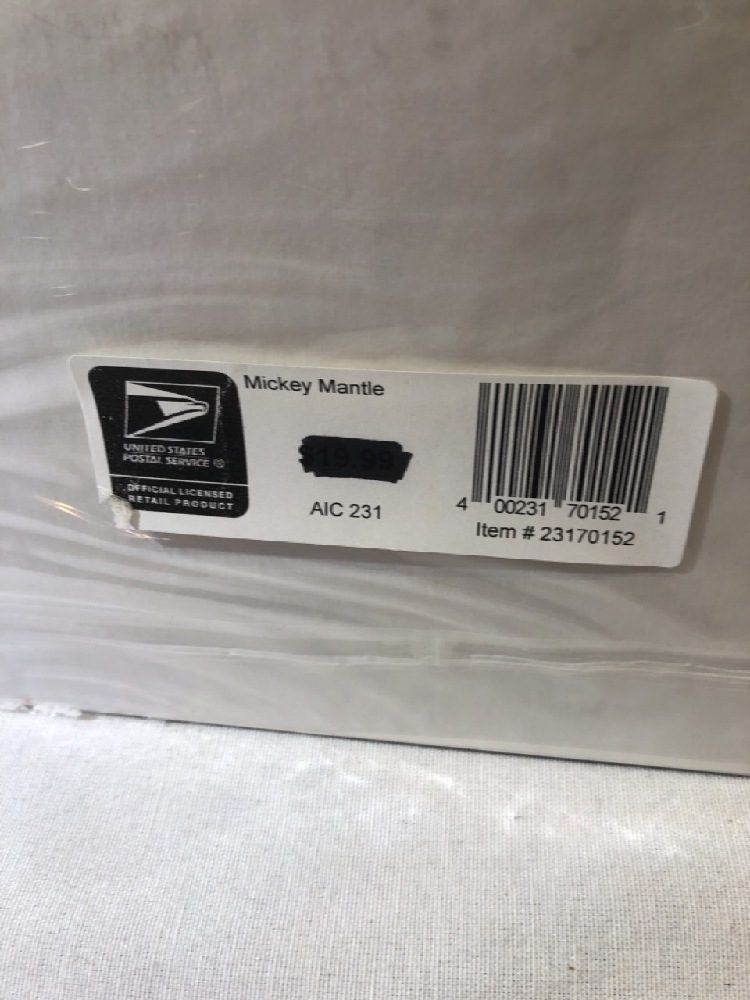 Mickey Mantle
UNITED STATES
POSTAL SERVICE ®
OFFICIAL LICENSED
RETAIL PRODUCT
$19.99
AIC 231
4 00231 70152 1
Item # 23170152